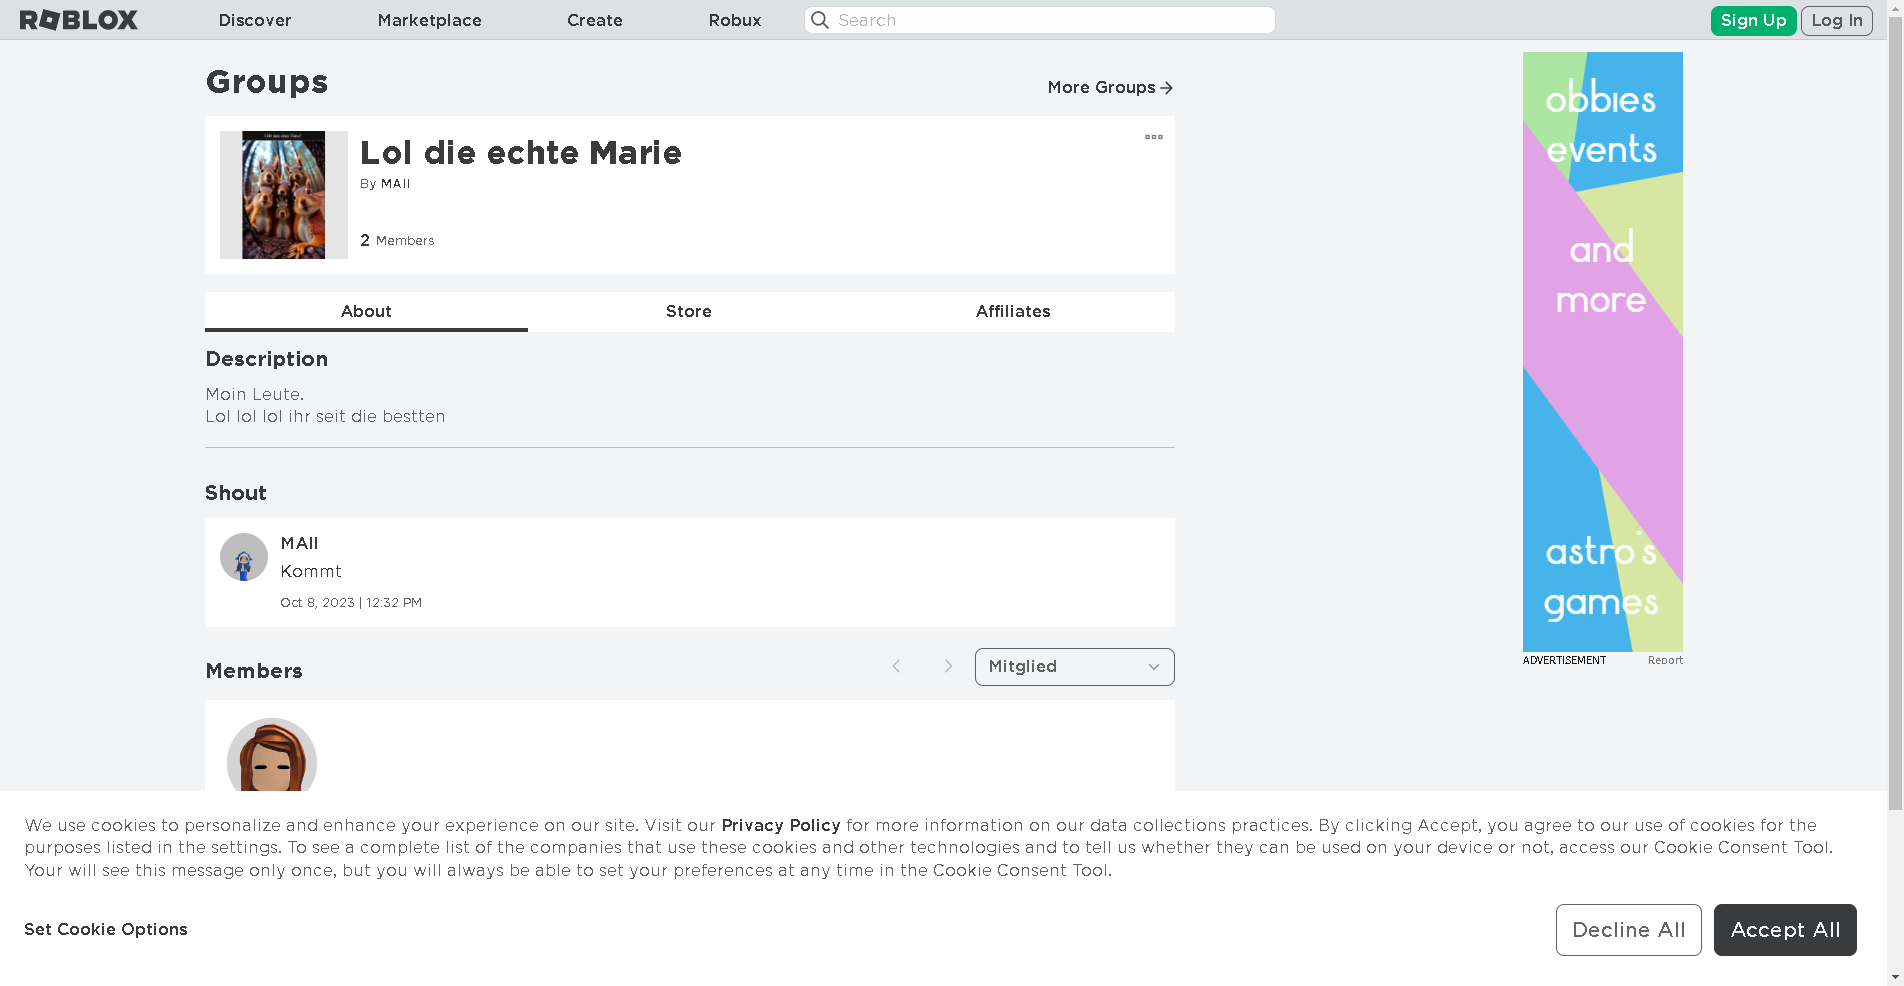 ROBLOX Discover Marketplace Create Robux Search Sign Up Log In
Groups
More Groups
Lol die echte Marie
By MAll
2 Members
About Store Affiliates
Description
Moin Leute.
Lol lol lol ihr seit die bestten
Shout
MAll
Kommt
Oct 8, 2023 | 12:32 PM
Members
Mitglied
obbies
events
and
more
astro's
games
ADVERTISEMENT Report
We use cookies to personalize and enhance your experience on our site. Visit our Privacy Policy for more information on our data collections practices. By clicking Accept, you agree to our use of cookies for the
purposes listed in the settings. To see a complete list of the companies that use these cookies and other technologies and to tell us whether they can be used on your device or not, access our Cookie Consent Tool.
Your will see this message only once, but you will always be able to set your preferences at any time in the Cookie Consent Tool.
Set Cookie Options
Decline All
Accept All